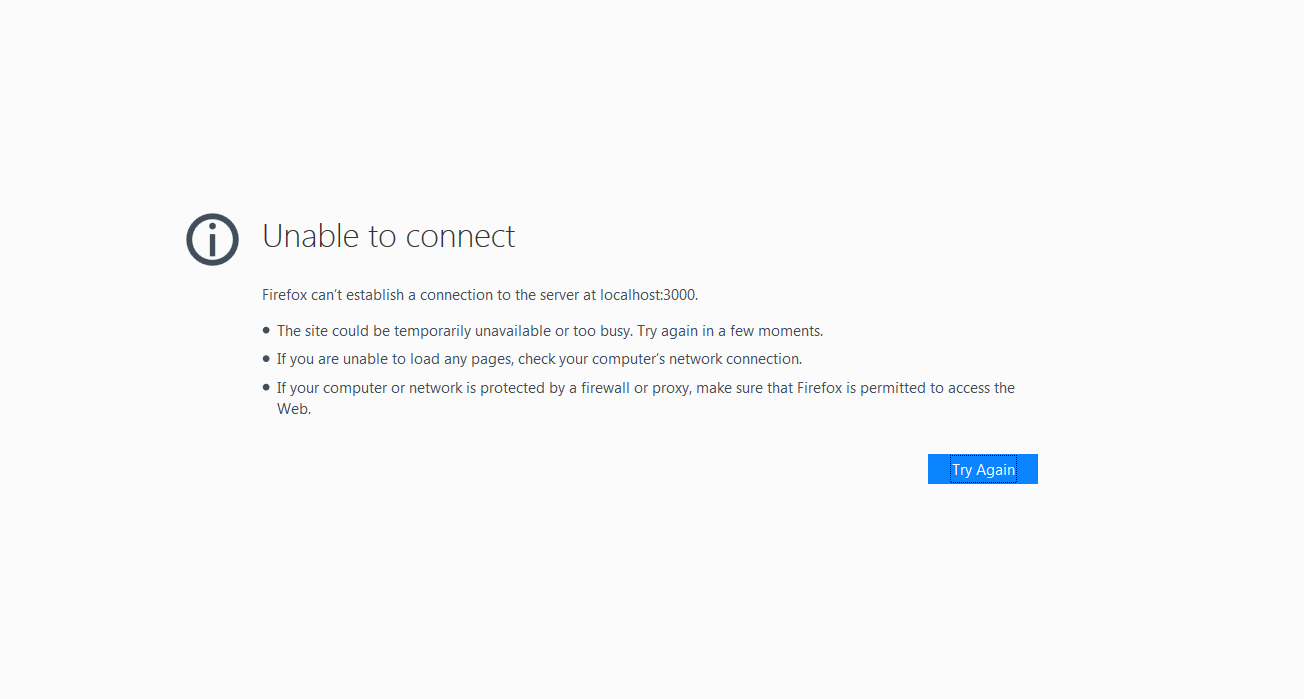 Unable to connect
Firefox can’t establish a connection to the server at localhost:3000.
The site could be temporarily unavailable or too busy. Try again in a few moments.
If you are unable to load any pages, check your computer’s network connection.
If your computer or network is protected by a firewall or proxy, make sure that Firefox is permitted to access the
Web.
Try Again